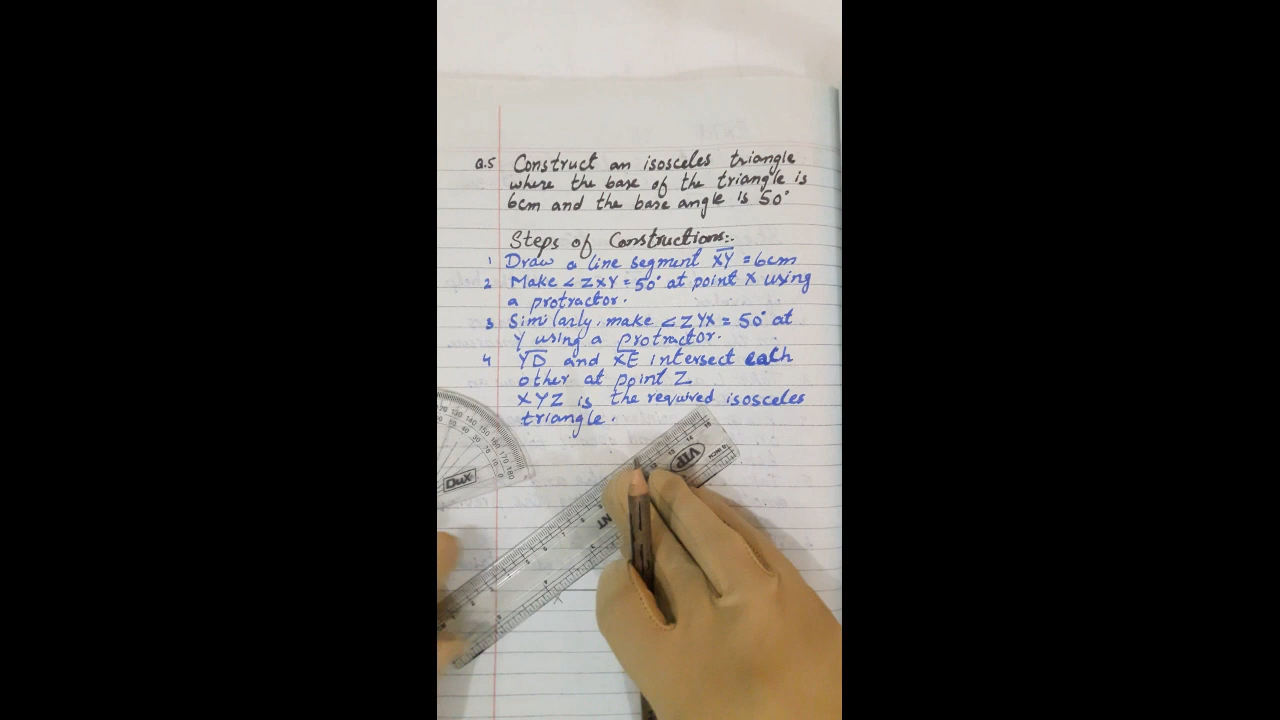 Q.5 Construct an isosceles triangle
where the base of the triangle is
6cm and the base angle is 50°
Steps of Constructions:.
1 Draw a line segment XY = 6cm
2 Make ∠ZXY = 50° at point X using
a protractor.
3 Similarly, make ∠ZYX = 50° at
Y using a protractor.
4 YD and XE intersect each
other at point Z
XYZ is the required isosceles
triangle.
Dux
VIP